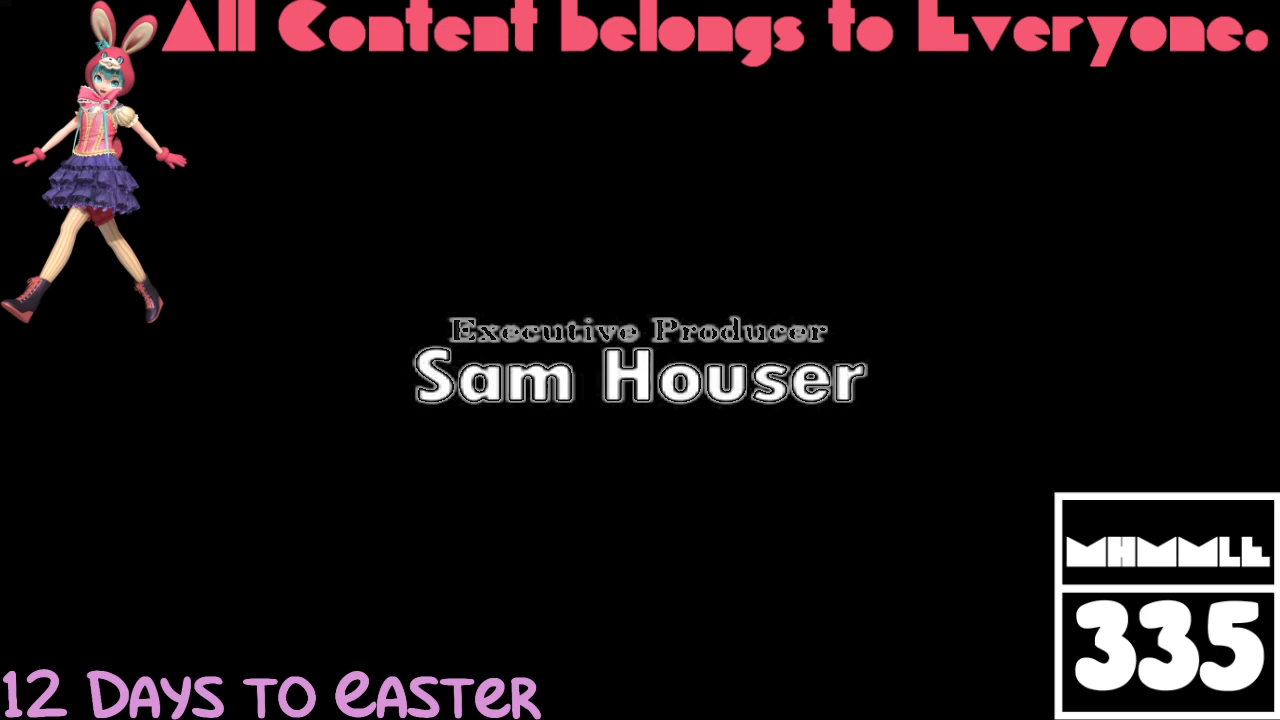 All Content belongs to Everyone.
Executive Producer
Sam Houser
MHMMLE
335
12 DAYS TO EASTER